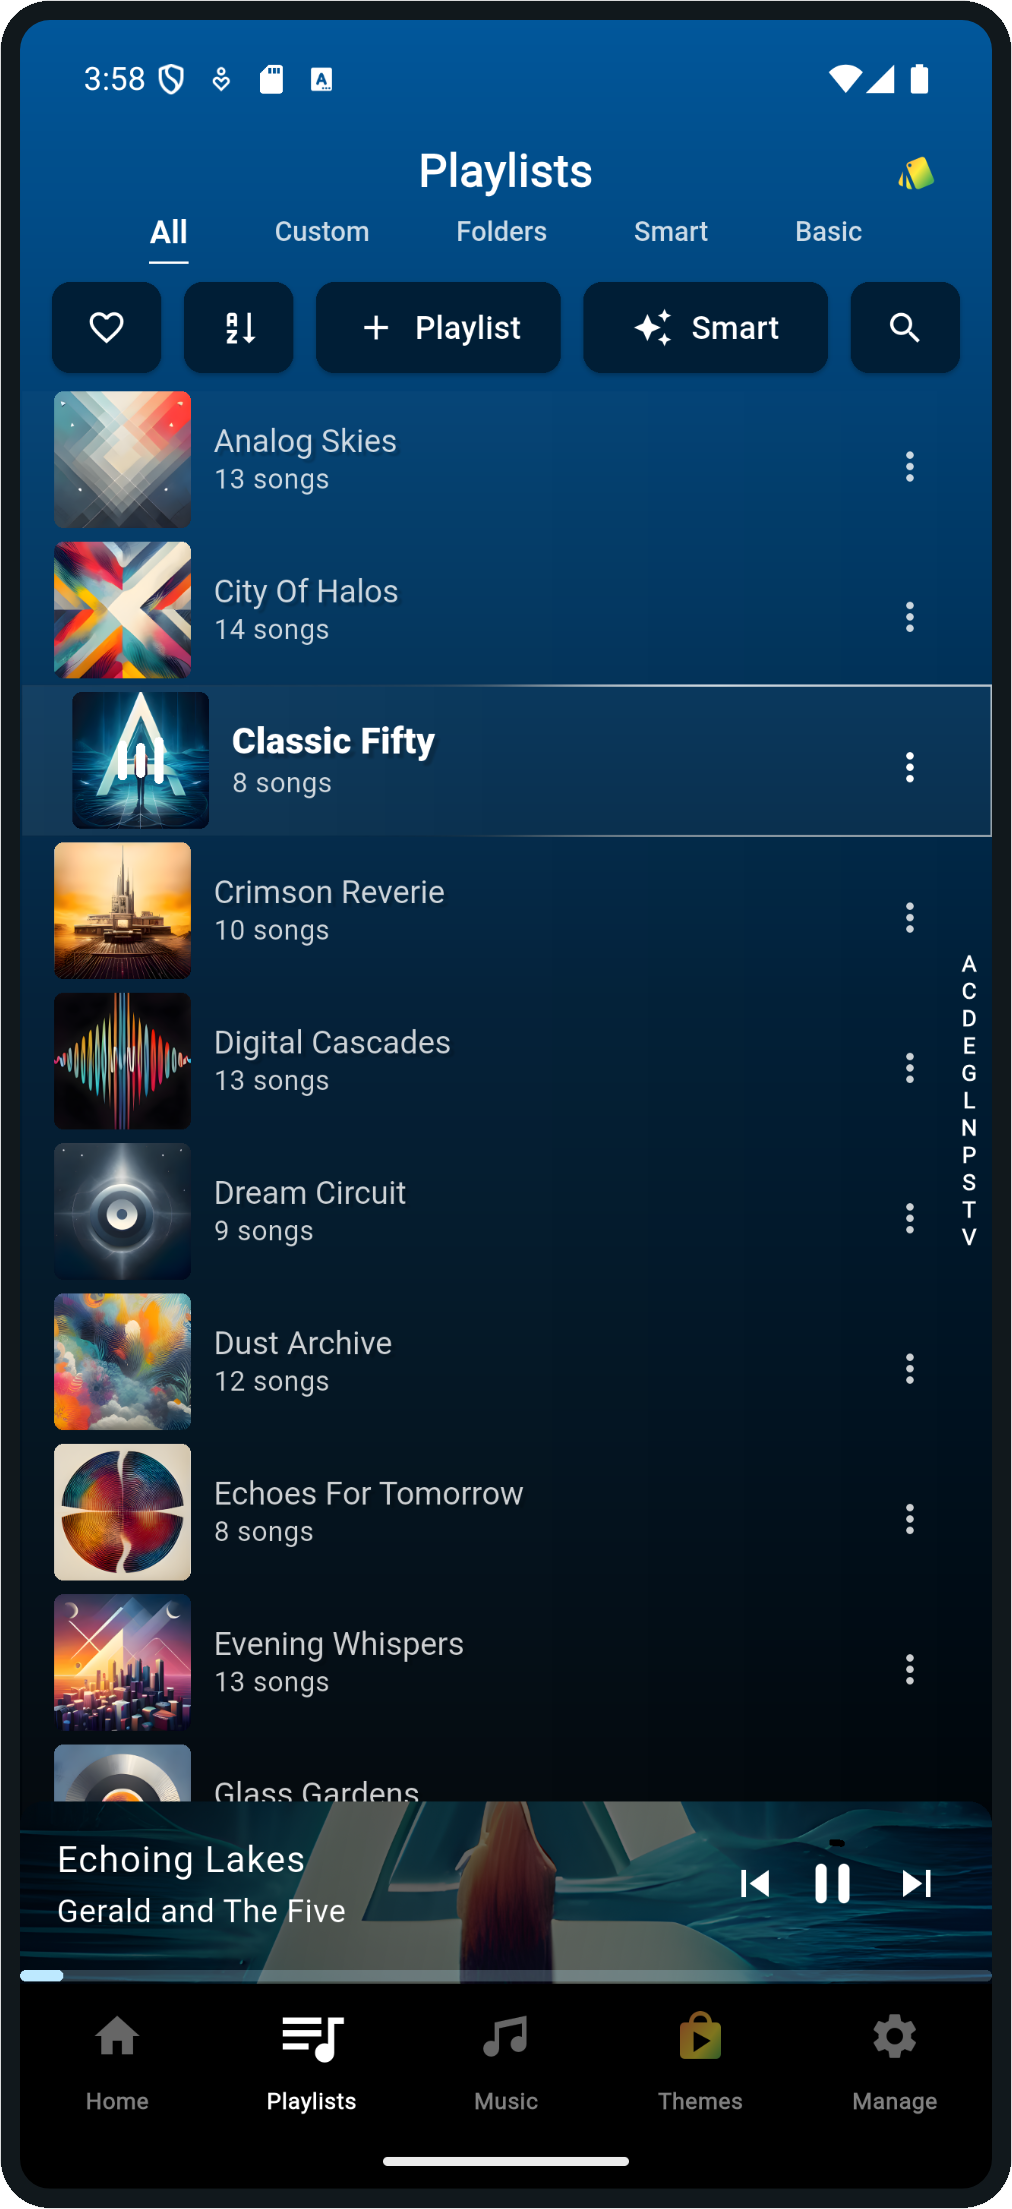 3:58
Playlists
All Custom Folders Smart Basic
Playlist Smart
Analog Skies
13 songs
City Of Halos
14 songs
Classic Fifty
8 songs
Crimson Reverie
10 songs
Digital Cascades
13 songs
Dream Circuit
9 songs
Dust Archive
12 songs
Echoes For Tomorrow
8 songs
Evening Whispers
13 songs
Glass Gardens
A
C
D
E
G
L
N
P
S
T
V
Echoing Lakes
Gerald and The Five
Home Playlists Music Themes Manage